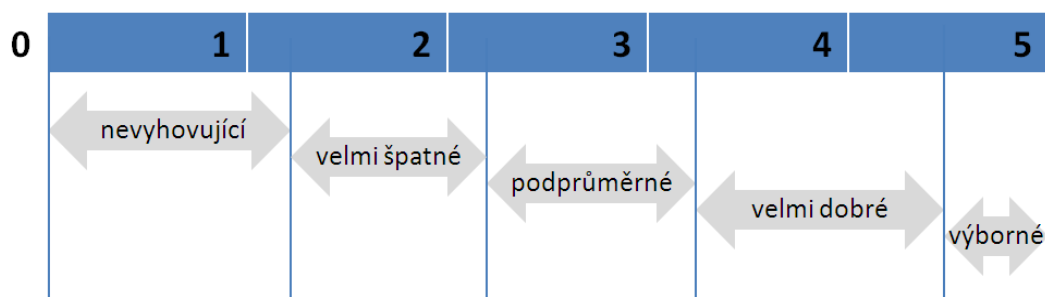 0 1 2 3 4 5
nevyhovující
velmi špatné
podprůměrné
velmi dobré
výborné